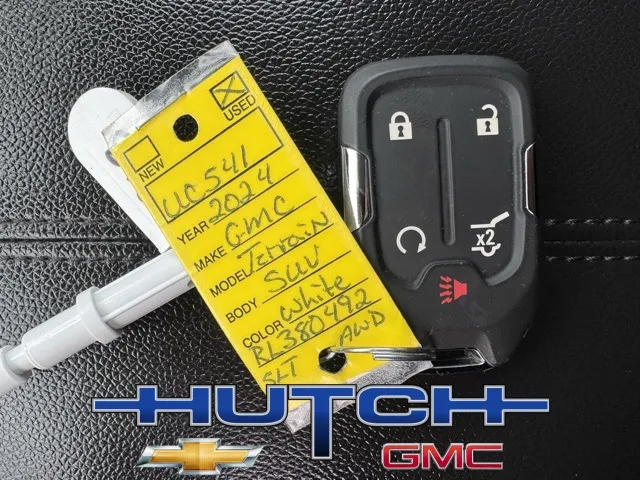 USED
NEW
UC541
YEAR 2024
MAKE GMC
MODEL Terrain
BODY SUV
COLOR White
RL380492
SLT AWD
x2
HUTCH
GMC